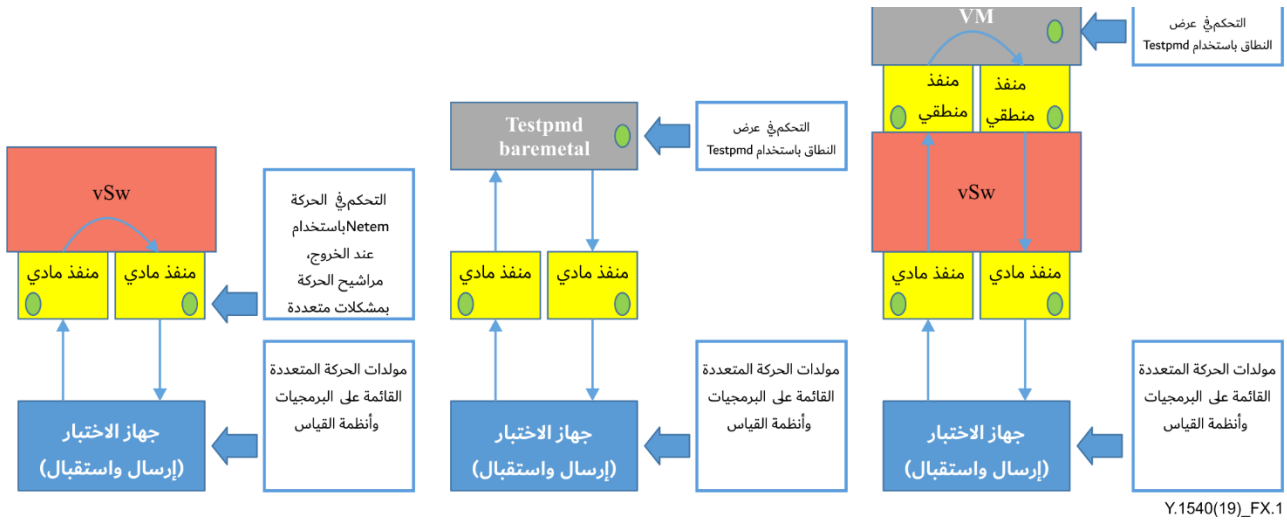 vSw
منفذ مادي
منفذ مادي
التحكم في الحركة
باستخدام Netem
عند الخروج،
مراشيح الحركة
بمشكلات متعددة
جهاز الاختبار
(إرسال واستقبال)
مولدات الحركة المتعددة
القائمة على البرمجيات
وأنظمة القياس
Testpmd
baremetal
التحكم في عرض
النطاق باستخدام Testpmd
منفذ مادي
منفذ مادي
جهاز الاختبار
(إرسال واستقبال)
مولدات الحركة المتعددة
القائمة على البرمجيات
وأنظمة القياس
VM
التحكم في عرض
النطاق باستخدام Testpmd
منفذ
منطقي
منفذ
منطقي
vSw
منفذ مادي
منفذ مادي
جهاز الاختبار
(إرسال واستقبال)
مولدات الحركة المتعددة
القائمة على البرمجيات
وأنظمة القياس
Y.1540(19)_FX.1